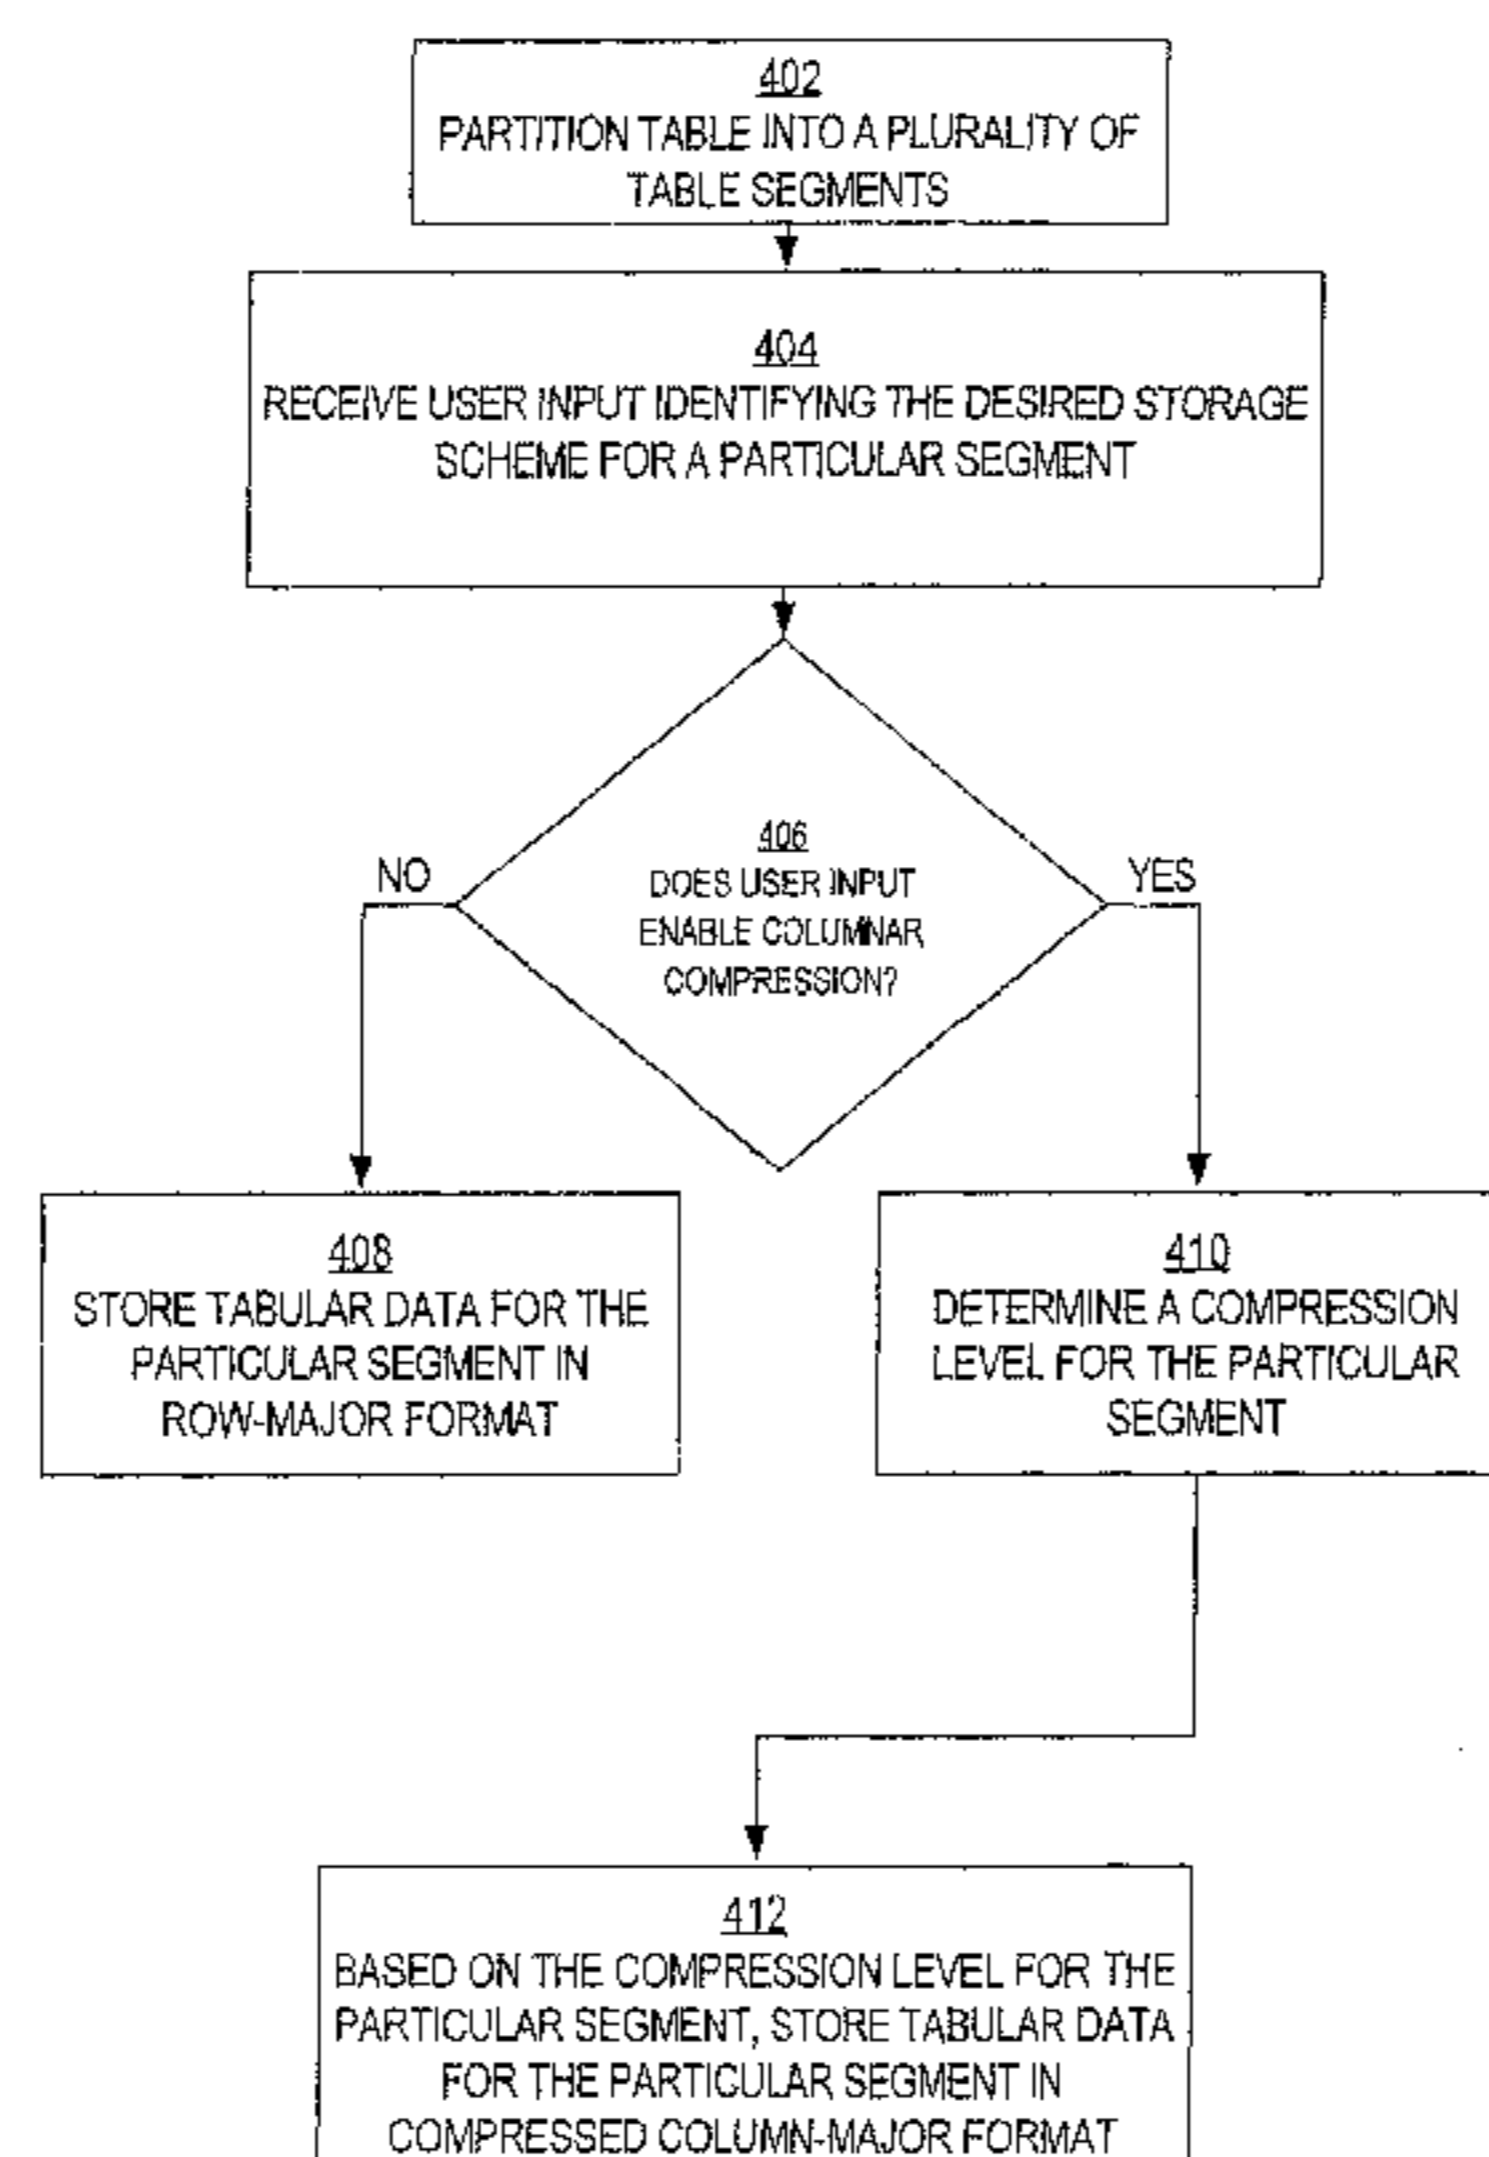 402
PARTITION TABLE INTO A PLURALITY OF
TABLE SEGMENTS
404
RECEIVE USER INPUT IDENTIFYING THE DESIRED STORAGE
SCHEME FOR A PARTICULAR SEGMENT
406
DOES USER INPUT
ENABLE COLUMNAR
COMPRESSION?
NO
YES
408
STORE TABULAR DATA FOR THE
PARTICULAR SEGMENT IN
ROW-MAJOR FORMAT
410
DETERMINE A COMPRESSION
LEVEL FOR THE PARTICULAR
SEGMENT
412
BASED ON THE COMPRESSION LEVEL FOR THE
PARTICULAR SEGMENT, STORE TABULAR DATA
FOR THE PARTICULAR SEGMENT IN
COMPRESSED COLUMN-MAJOR FORMAT